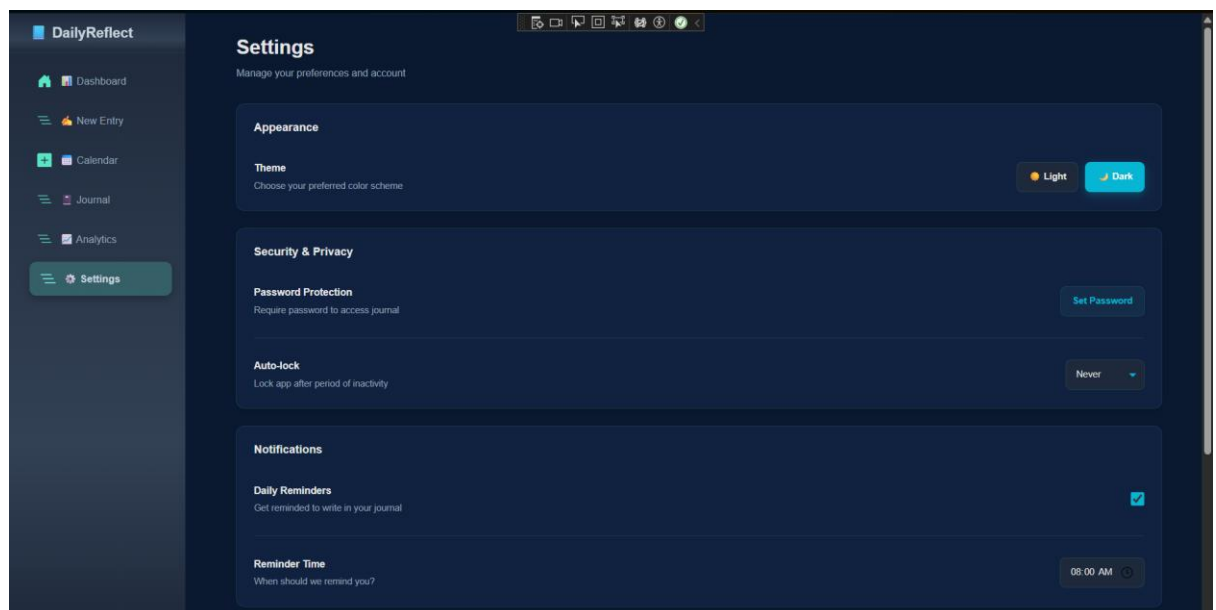 DailyReflect
Dashboard
New Entry
Calendar
Journal
Analytics
Settings
Settings
Manage your preferences and account
Appearance
Theme
Choose your preferred color scheme
Light
Dark
Security & Privacy
Password Protection
Require password to access journal
Set Password
Auto-lock
Lock app after period of inactivity
Never
Notifications
Daily Reminders
Get reminded to write in your journal
Reminder Time
When should we remind you?
08:00 AM